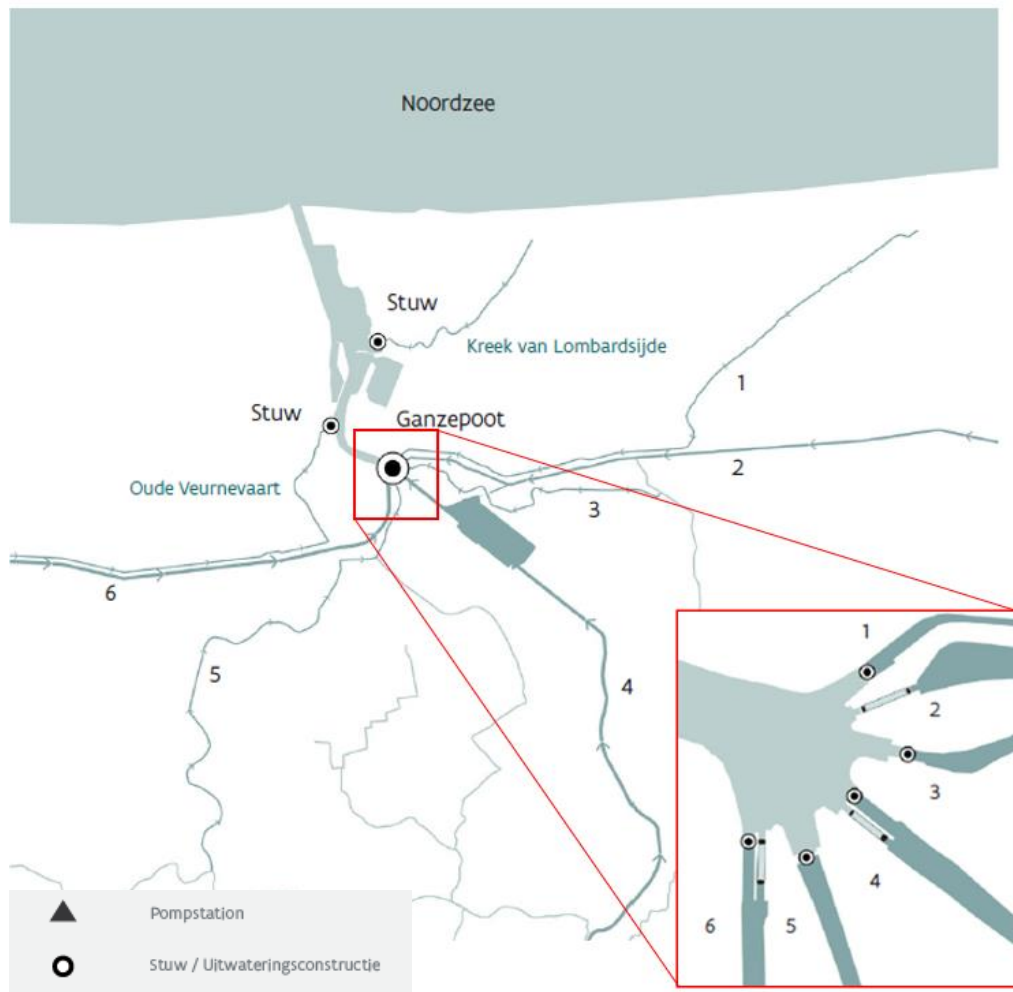 Noordzee
Stuw
Kreek van Lombardsijde
1
Stuw
Ganzepoot
2
Oude Veurnevaart
3
6
1
5
4
2
3
4
6
5
Pompstation
Stuw / Uitwateringsconstructie